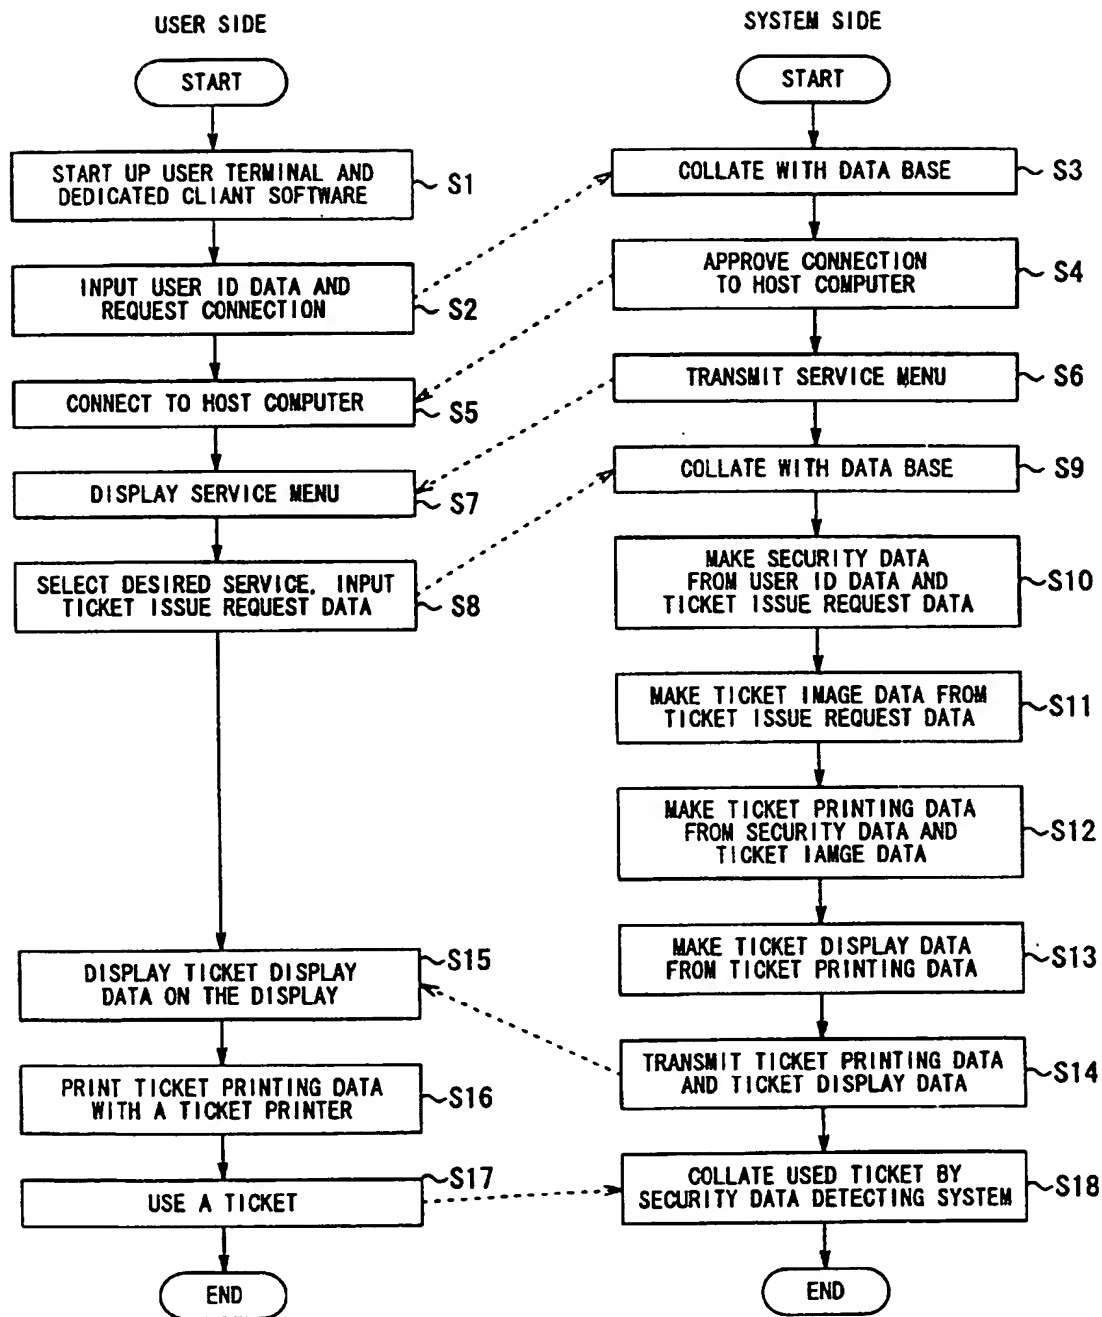 USER SIDE
START
START UP USER TERMINAL AND
DEDICATED CLIANT SOFTWARE
S1
INPUT USER ID DATA AND
REQUEST CONNECTION
S2
CONNECT TO HOST COMPUTER
S5
DISPLAY SERVICE MENU
S7
SELECT DESIRED SERVICE, INPUT
TICKET ISSUE REQUEST DATA
S8
DISPLAY TICKET DISPLAY
DATA ON THE DISPLAY
S15
PRINT TICKET PRINTING DATA
WITH A TICKET PRINTER
S16
USE A TICKET
S17
END
SYSTEM SIDE
START
COLLATE WITH DATA BASE
S3
APPROVE CONNECTION
TO HOST COMPUTER
S4
TRANSMIT SERVICE MENU
S6
COLLATE WITH DATA BASE
S9
MAKE SECURITY DATA
FROM USER ID DATA AND
TICKET ISSUE REQUEST DATA
S10
MAKE TICKET IMAGE DATA FROM
TICKET ISSUE REQUEST DATA
S11
MAKE TICKET PRINTING DATA
FROM SECURITY DATA AND
TICKET IAMGE DATA
S12
MAKE TICKET DISPLAY DATA
FROM TICKET PRINTING DATA
S13
TRANSMIT TICKET PRINTING DATA
AND TICKET DISPLAY DATA
S14
COLLATE USED TICKET BY
SECURITY DATA DETECTING SYSTEM
S18
END